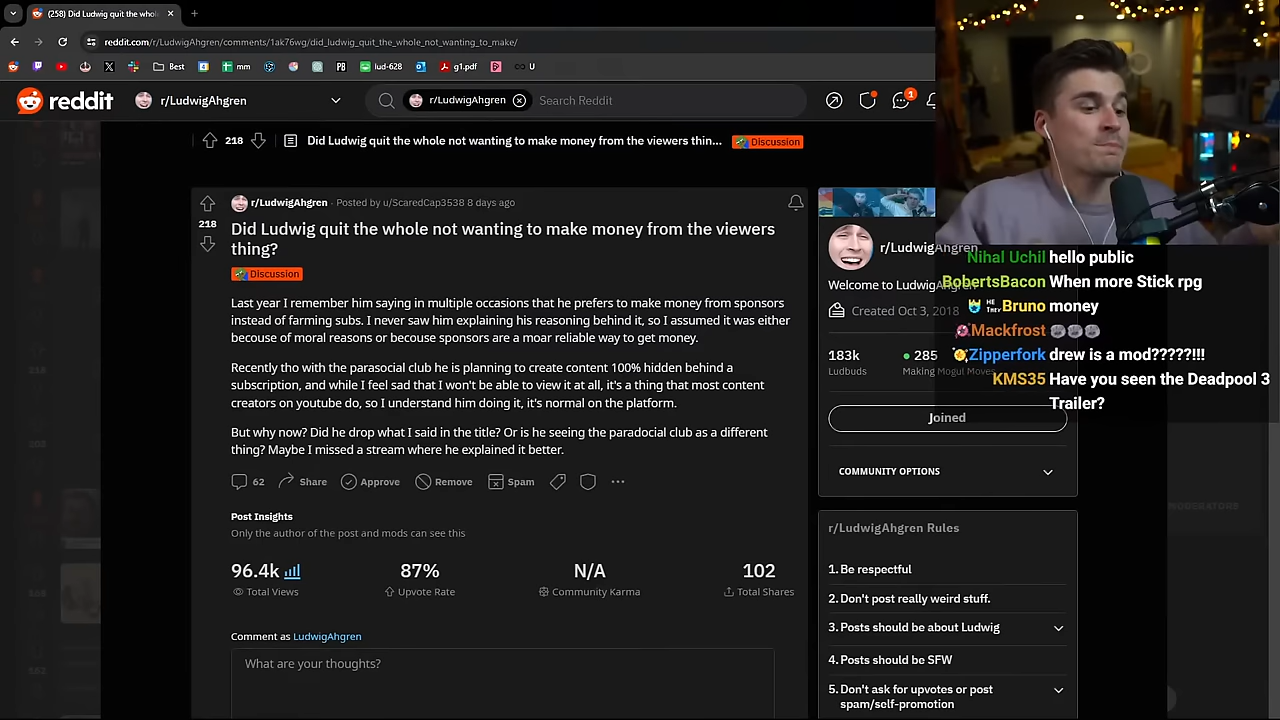 (258) Did Ludwig quit the whol
reddit.com/r/LudwigAhgren/comments/1ak76wg/did_ludwig_quit_the_whole_not_wanting_to_make/
Best
mm
iud-628
g1.pdf
U
reddit
r/LudwigAhgren
r/LudwigAhgren
Search Reddit
1
218
Did Ludwig quit the whole not wanting to make money from the viewers thin...
Discussion
r/LudwigAhgren · Posted by u/ScaredCap3538 8 days ago
218
Did Ludwig quit the whole not wanting to make money from the viewers
thing?
Discussion
Last year I remember him saying in multiple occasions that he prefers to make money from sponsors
instead of farming subs. I never saw him explaining his reasoning behind it, so I assumed it was either
becouse of moral resons or becouse sponsors are a moar reliable way to get money.
Recently tho with the parasocial club he is planning to create content 100% hidden behind a
subscription, and while I feel sad that I won't be able to view it at all, it's a thing that most content
creators on youtube do, so I understand him doing it, it's normal on the platform.
But why now? Did he drop what I said in the title? Or is he seeing the paradocial club as a different
thing? Maybe I missed a stream where he explained it better.
62
Share
Approve
Remove
Spam
Post Insights
Only the author of the post and mods can see this
96.4k
Total Views
87%
Upvote Rate
N/A
Community Karma
102
Total Shares
Comment as LudwigAhgren
What are your thoughts?
r/LudwigAhgren
Welcome to LudwigAhgren
Created Oct 3, 2018
183k
Ludbuds
285
Making Mogul Moves
Joined
COMMUNITY OPTIONS
r/LudwigAhgren Rules
1. Be respectful
2. Don't post really weird stuff.
3. Posts should be about Ludwig
4. Posts should be SFW
5. Don't ask for upvotes or post
spam/self-promotion
Nihal Uchil hello public
BobertsBacon When more Stick rpg
HE THEY Bruno money
Mackfrost
Zipperfork drew is a mod?????!!!
KMS35 Have you seen the Deadpool 3
Trailer?
MODERATORS